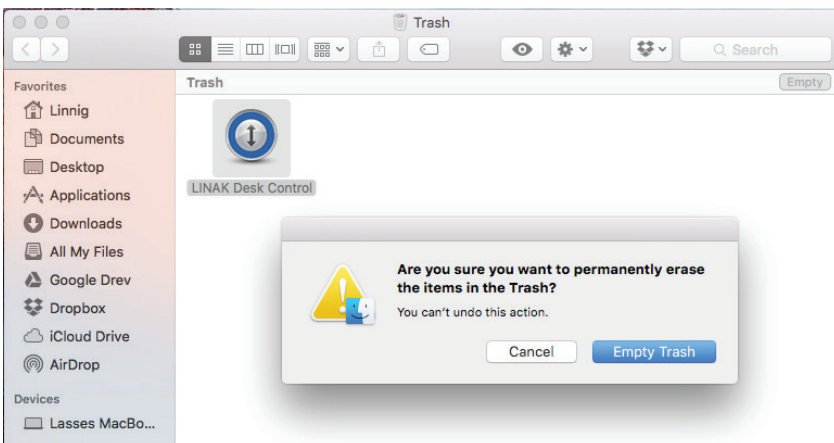 Trash
Search
Favorites
Linnig
Documents
Desktop
Applications
Downloads
All My Files
Google Drev
Dropbox
iCloud Drive
AirDrop
Devices
Lasses MacBo...
Trash
Empty
LINAK Desk Control
Are you sure you want to permanently erase
the items in the Trash?
You can't undo this action.
Cancel
Empty Trash